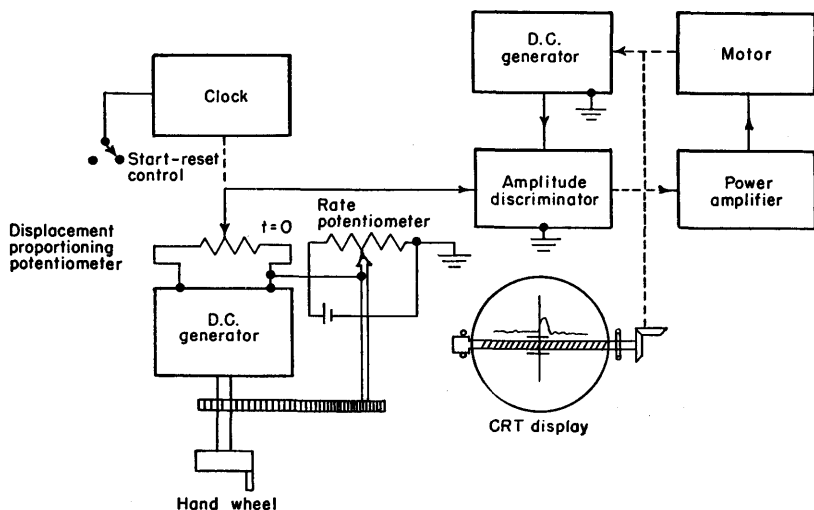 Clock
Start-reset
control
D.C.
generator
Motor
Displacement
proportioning
potentiometer
t=0
Rate
potentiometer
Amplitude
discriminator
Power
amplifier
D.C.
generator
CRT display
Hand wheel